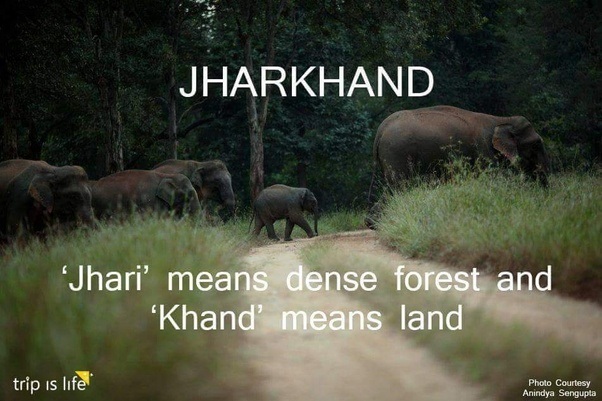 JHARKHAND
‘Jhari’ means dense forest and
‘Khand’ means land
trip is life
Photo Courtesy
Anindya Sengupta